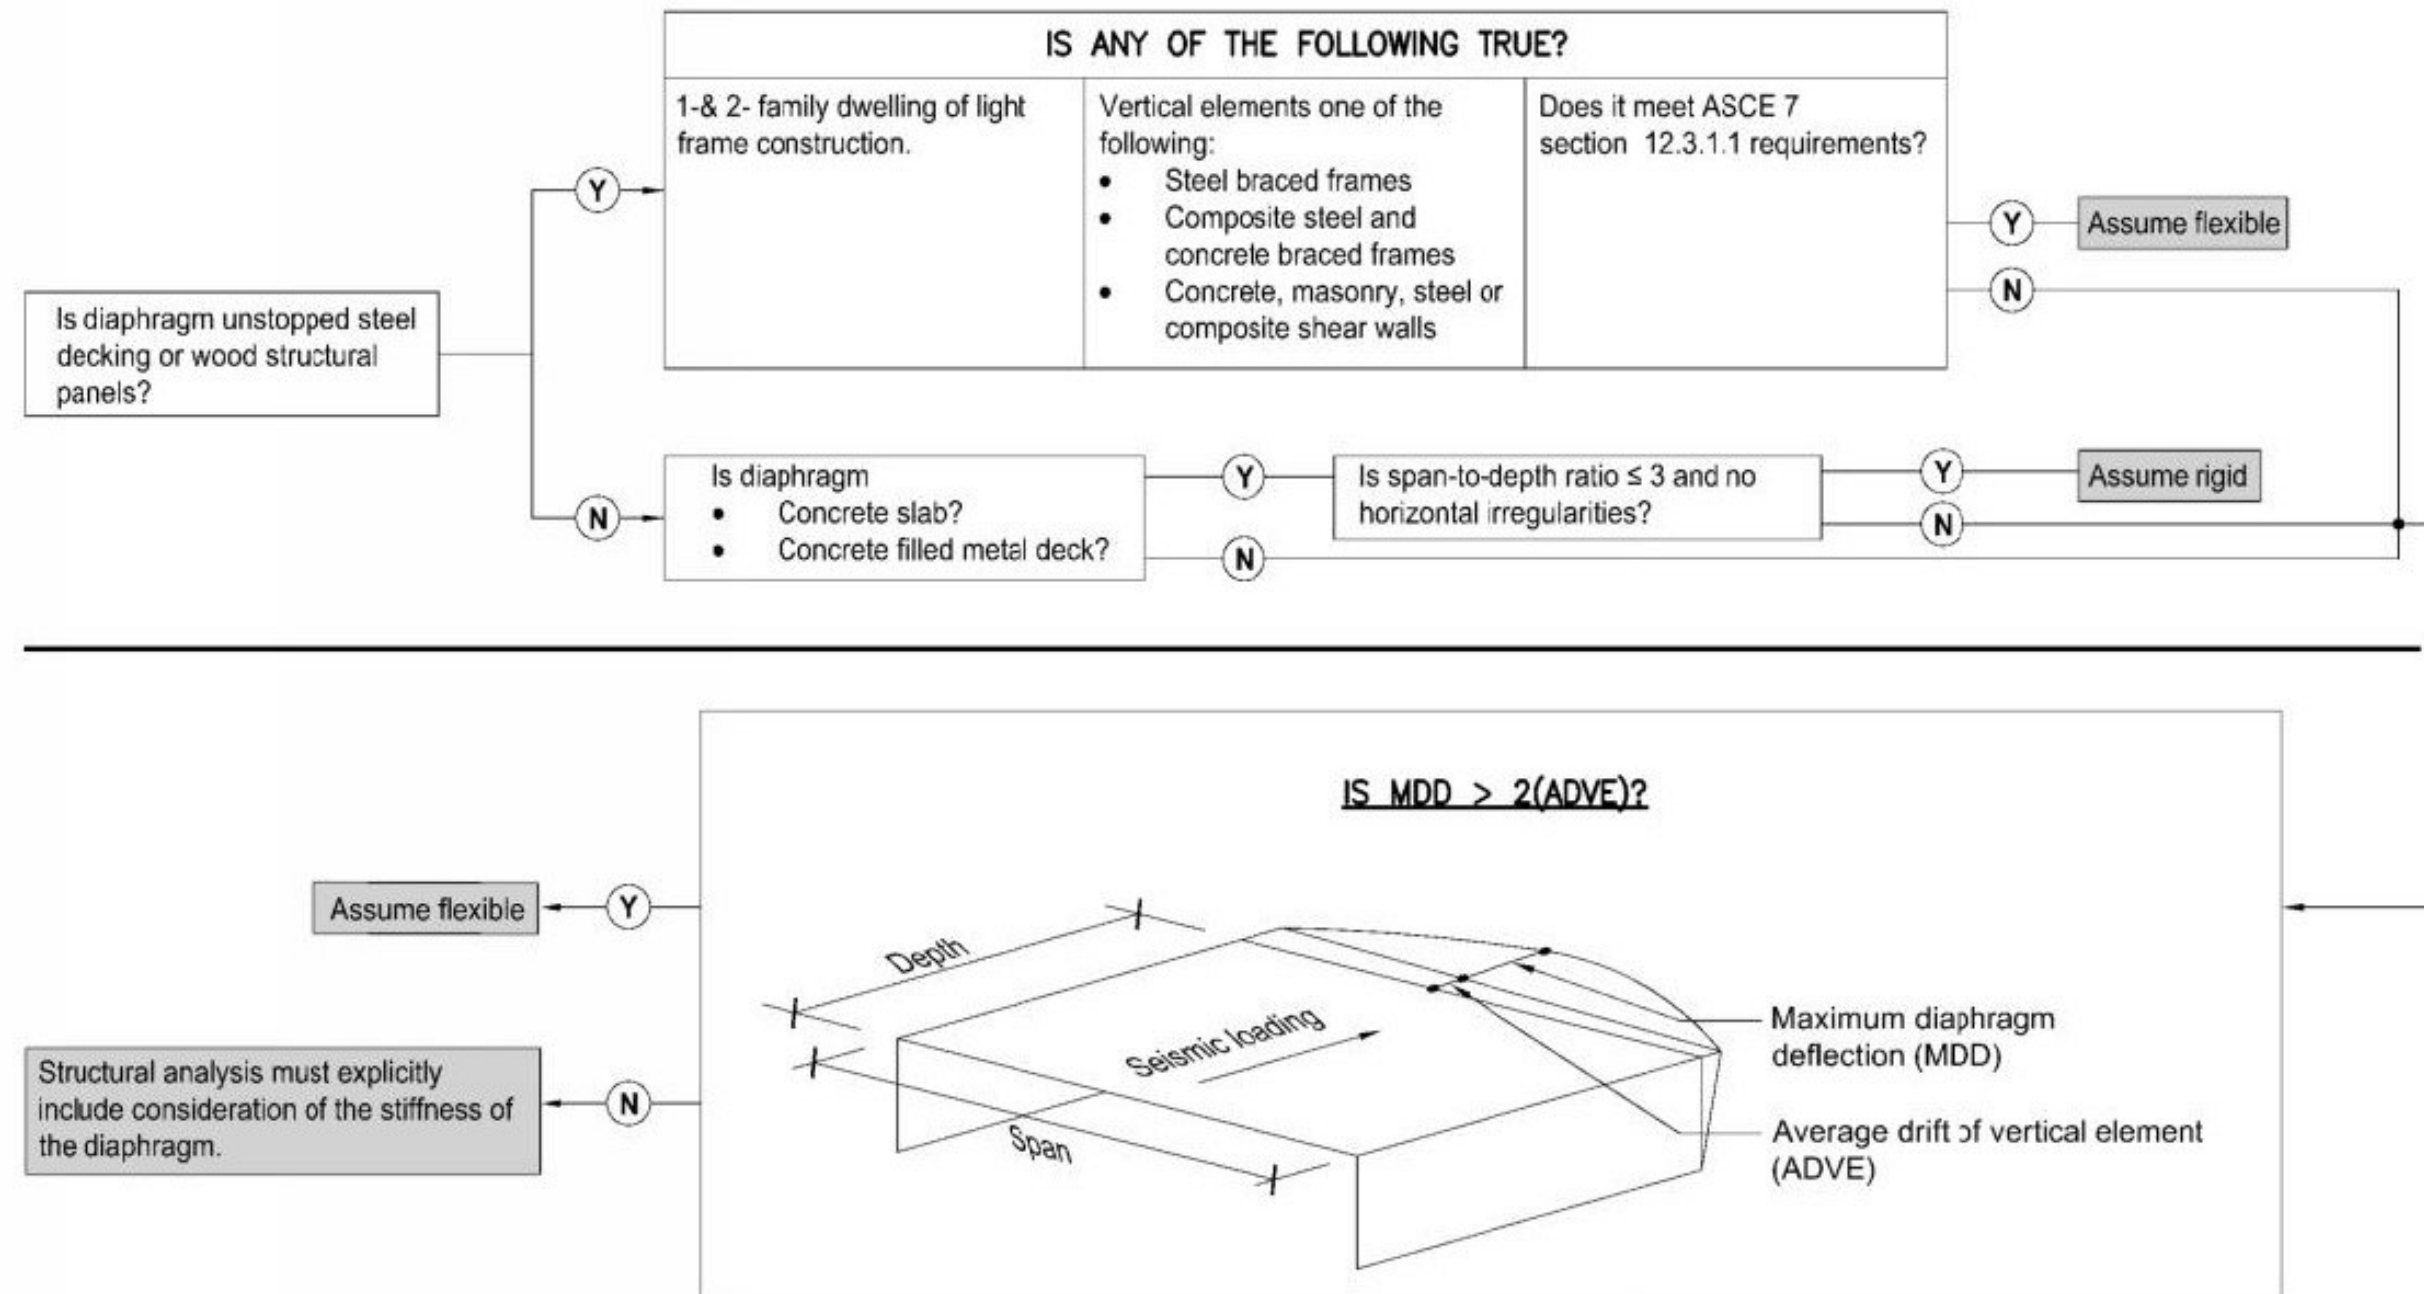 IS ANY OF THE FOLLOWING TRUE?
1-& 2- family dwelling of light
frame construction.
Vertical elements one of the
following:
• Steel braced frames
• Composite steel and
concrete braced frames
• Concrete, masonry, steel or
composite shear walls
Does it meet ASCE 7
section 12.3.1.1 requirements?
Y
Y
Assume flexible
N
Is diaphragm unstopped steel
decking or wood structural
panels?
N
Is diaphragm
• Concrete slab?
• Concrete filled metal deck?
Y
N
Is span-to-depth ratio ≤ 3 and no
horizontal irregularities?
Y
Assume rigid
N
IS MDD > 2(ADVE)?
Assume flexible
Y
Structural analysis must explicitly
include consideration of the stiffness of
the diaphragm.
N
Depth
Seismic loading
Span
Maximum diaphragm
deflection (MDD)
Average drift of vertical element
(ADVE)